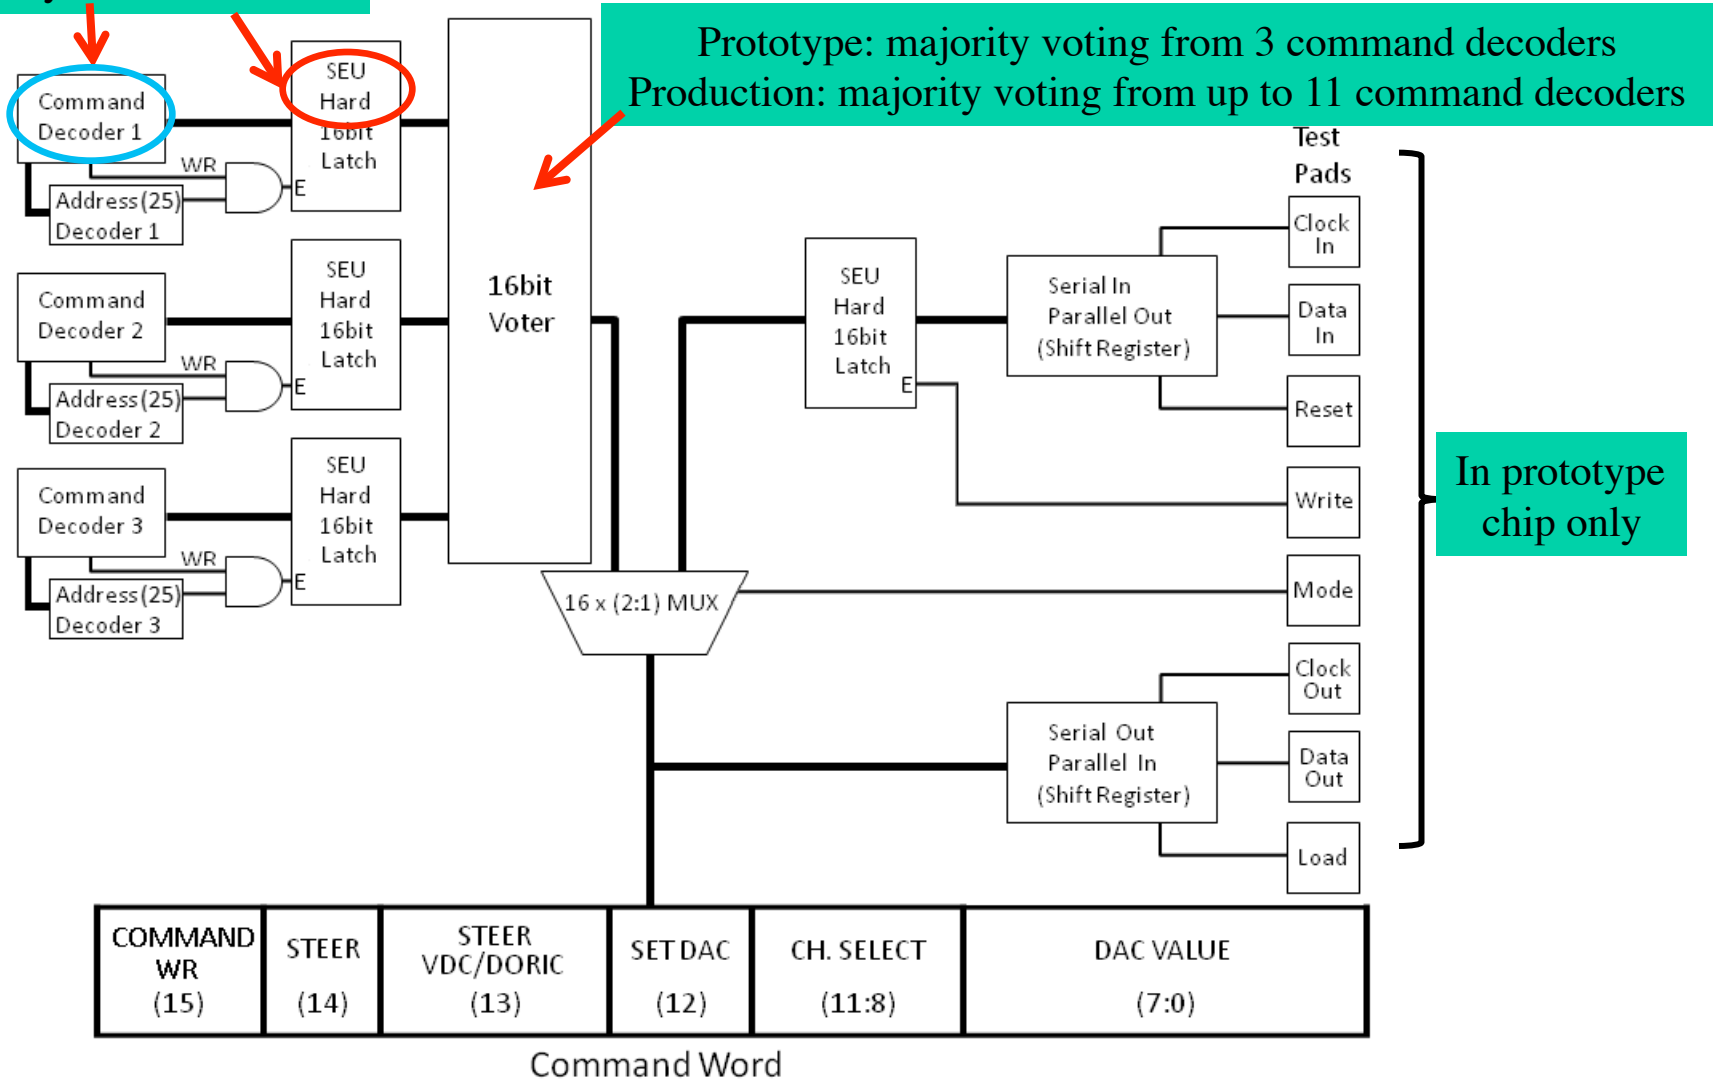 Prototype: majority voting from 3 command decoders
Production: majority voting from up to 11 command decoders
Command
Decoder 1
WR
Address(25)
Decoder 1
E
SEU
Hard
16bit
Latch
Command
Decoder 2
WR
Address(25)
Decoder 2
E
SEU
Hard
16bit
Latch
Command
Decoder 3
WR
Address(25)
Decoder 3
E
SEU
Hard
16bit
Latch
16bit
Voter
16 x (2:1) MUX
SEU
Hard
16bit
Latch
E
Serial In
Parallel Out
(Shift Register)
Serial Out
Parallel In
(Shift Register)
Test
Pads
Clock
In
Data
In
Reset
Write
Mode
Clock
Out
Data
Out
Load
In prototype
chip only
COMMAND
WR
(15)
STEER
(14)
STEER
VDC/DORIC
(13)
SET DAC
(12)
CH. SELECT
(11:8)
DAC VALUE
(7:0)
Command Word